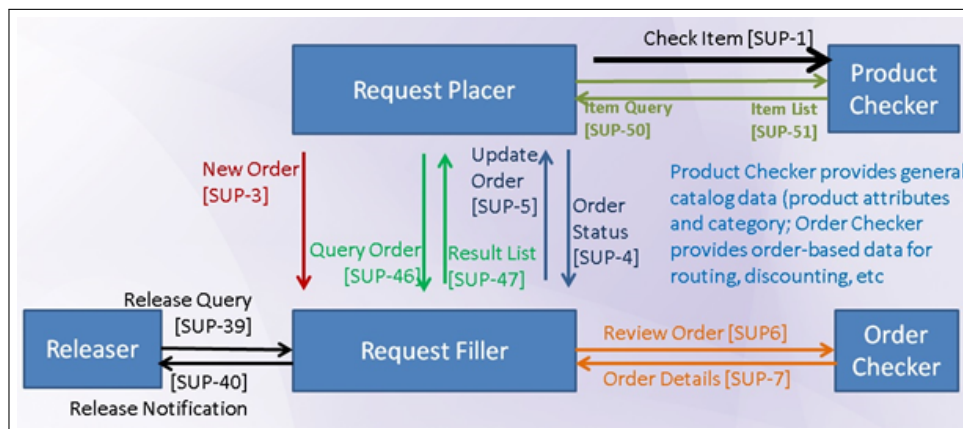 Check Item [SUP-1]
Request Placer
Product
Checker
Item Query
[SUP-50]
Item List
[SUP-51]
New Order
[SUP-3]
Update
Order
[SUP-5]
Order
Status
[SUP-4]
Query Order
[SUP-46]
Result List
[SUP-47]
Product Checker provides general
catalog data (product attributes
and category; Order Checker
provides order-based data for
routing, discounting, etc
Release Query
[SUP-39]
Releaser
Request Filler
Review Order [SUP6]
Order
Checker
Order Details [SUP-7]
[SUP-40]
Release Notification